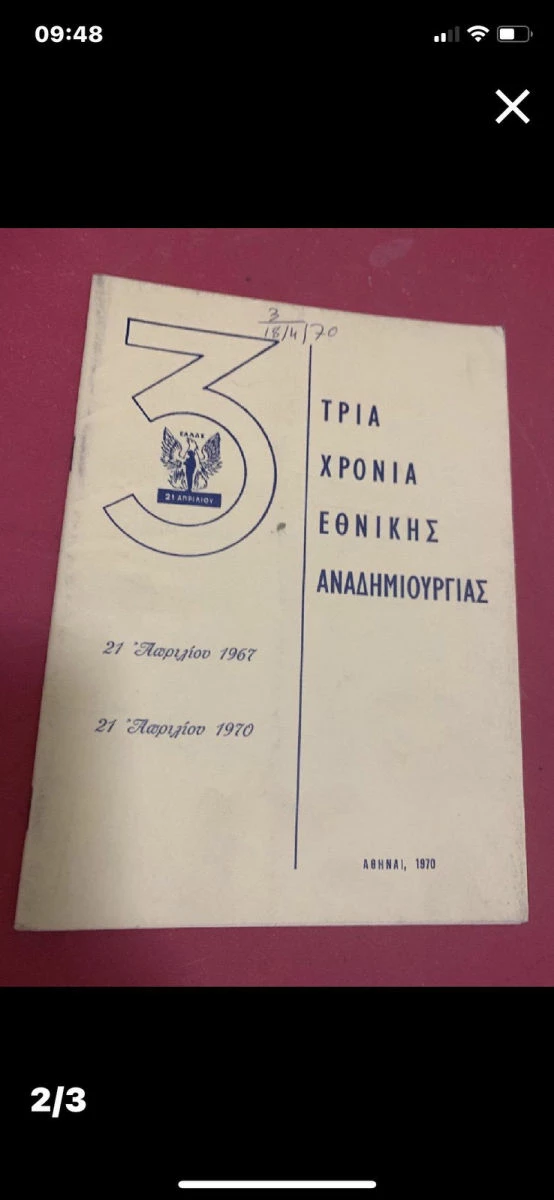 09:48
3
18/4/70
3
ΕΛΛΑΣ
21 ΑΠΡΙΛΙΟΥ
ΤΡΙΑ
ΧΡΟΝΙΑ
ΕΘΝΙΚΗΣ
ΑΝΑΔΗΜΙΟΥΡΓΙΑΣ
21 Ἀπριλίου 1967
21 Ἀπριλίου 1970
ΑΘΗΝΑΙ, 1970
2/3